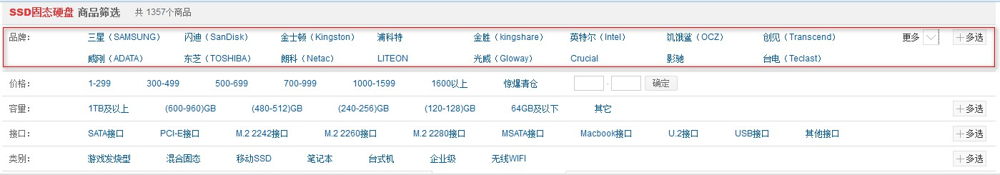 SSD固态硬盘 商品筛选 共 1357个商品
品牌: 三星（SAMSUNG） 闪迪（SanDisk） 金士顿（Kingston） 浦科特 金胜（kingshare） 英特尔（Intel） 饥饿鲨（OCZ） 创见（Transcend） 更多 多选
威刚（ADATA） 东芝（TOSHIBA） 朗科（Netac） LITEON 光威（Gloway） Crucial 影驰 台电（Teclast）
价格: 1-299 300-499 500-699 700-999 1000-1599 1600以上 惊爆清仓 - 确定
容量: 1TB及以上 (600-960)GB (480-512)GB (240-256)GB (120-128)GB 64GB及以下 其它 多选
接口: SATA接口 PCI-E接口 M.2 2242接口 M.2 2260接口 M.2 2280接口 MSATA接口 Macbook接口 U.2接口 USB接口 其他接口 多选
类别: 游戏发烧型 混合固态 移动SSD 笔记本 台式机 企业级 无线WIFI 多选